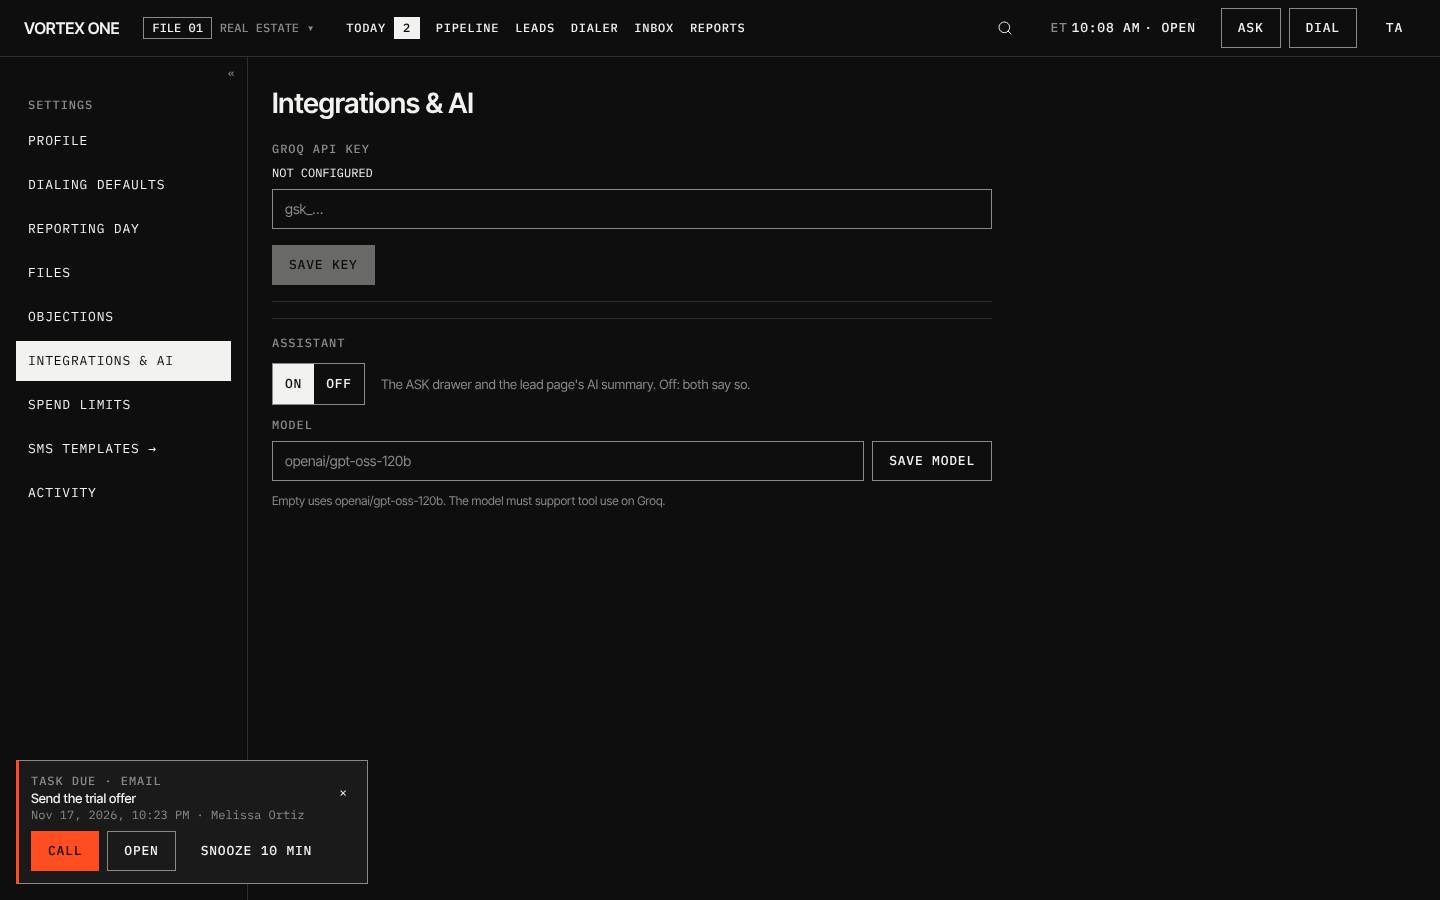 VORTEX ONE FILE 01 REAL ESTATE ▾ TODAY 2 PIPELINE LEADS DIALER INBOX REPORTS ET 10:08 AM · OPEN ASK DIAL TA
«
SETTINGS
PROFILE
DIALING DEFAULTS
REPORTING DAY
FILES
OBJECTIONS
INTEGRATIONS & AI
SPEND LIMITS
SMS TEMPLATES →
ACTIVITY
Integrations & AI
GROQ API KEY
NOT CONFIGURED
gsk_...
SAVE KEY
ASSISTANT
ON OFF The ASK drawer and the lead page's AI summary. Off: both say so.
MODEL
openai/gpt-oss-120b SAVE MODEL
Empty uses openai/gpt-oss-120b. The model must support tool use on Groq.
TASK DUE · EMAIL
×
Send the trial offer
Nov 17, 2026, 10:23 PM · Melissa Ortiz
CALL OPEN SNOOZE 10 MIN